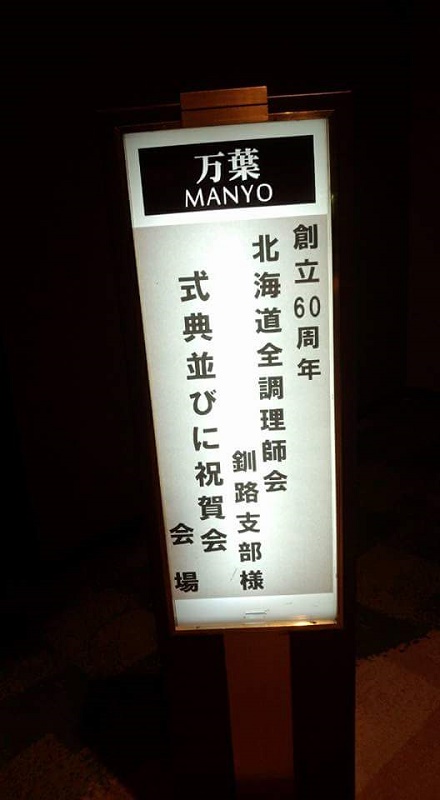 万葉
MANYO
創立60周年
北海道全調理師会
釧路支部様
式典並びに祝賀会
会場